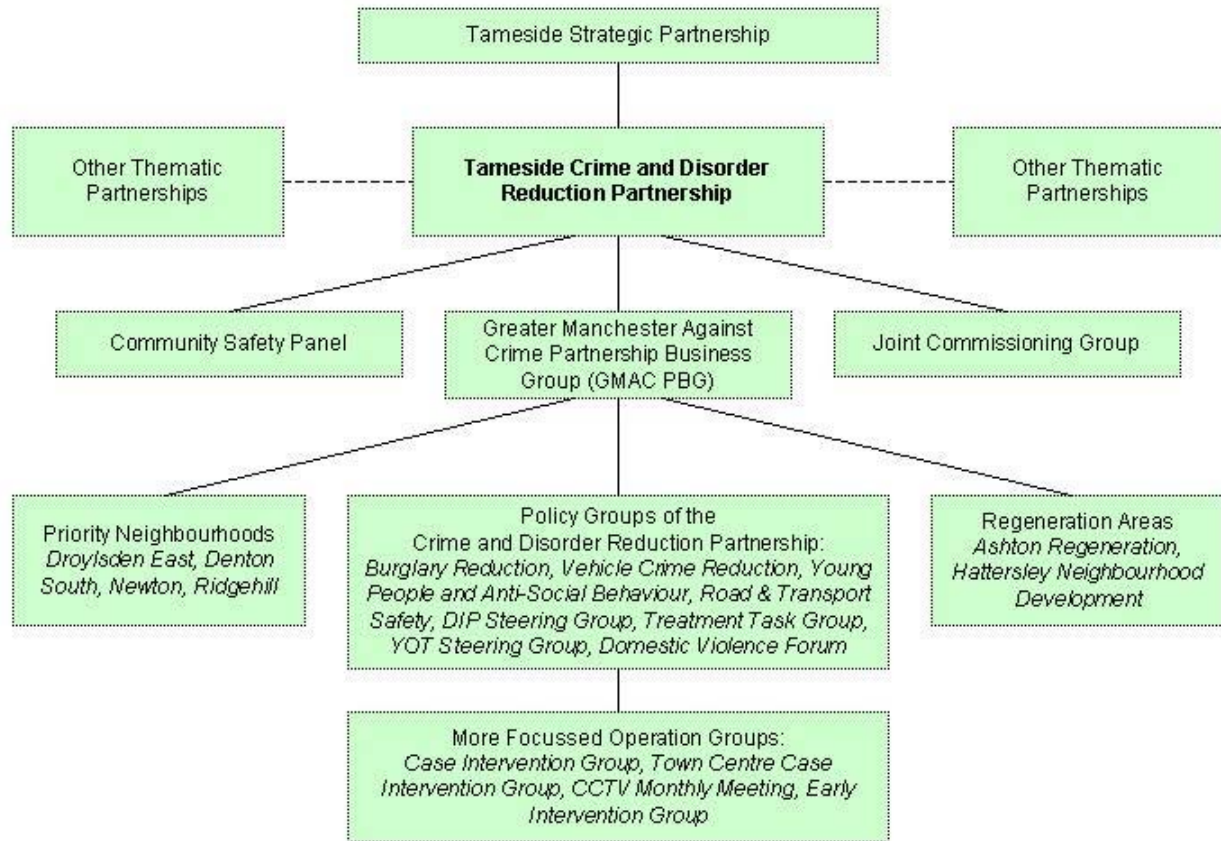 Tameside Strategic Partnership
Other Thematic
Partnerships
Tameside Crime and Disorder
Reduction Partnership
Other Thematic
Partnerships
Community Safety Panel
Greater Manchester Against
Crime Partnership Business
Group (GMAC PBG)
Joint Commissioning Group
Priority Neighbourhoods
Droylsden East, Denton
South, Newton, Ridgehill
Policy Groups of the
Crime and Disorder Reduction Partnership:
Burglary Reduction, Vehicle Crime Reduction, Young
People and Anti-Social Behaviour, Road & Transport
Safety, DIP Steering Group, Treatment Task Group,
YOT Steering Group, Domestic Violence Forum
Regeneration Areas
Ashton Regeneration,
Hattersley Neighbourhood
Development
More Focussed Operation Groups:
Case Intervention Group, Town Centre Case
Intervention Group, CCTV Monthly Meeting, Early
Intervention Group